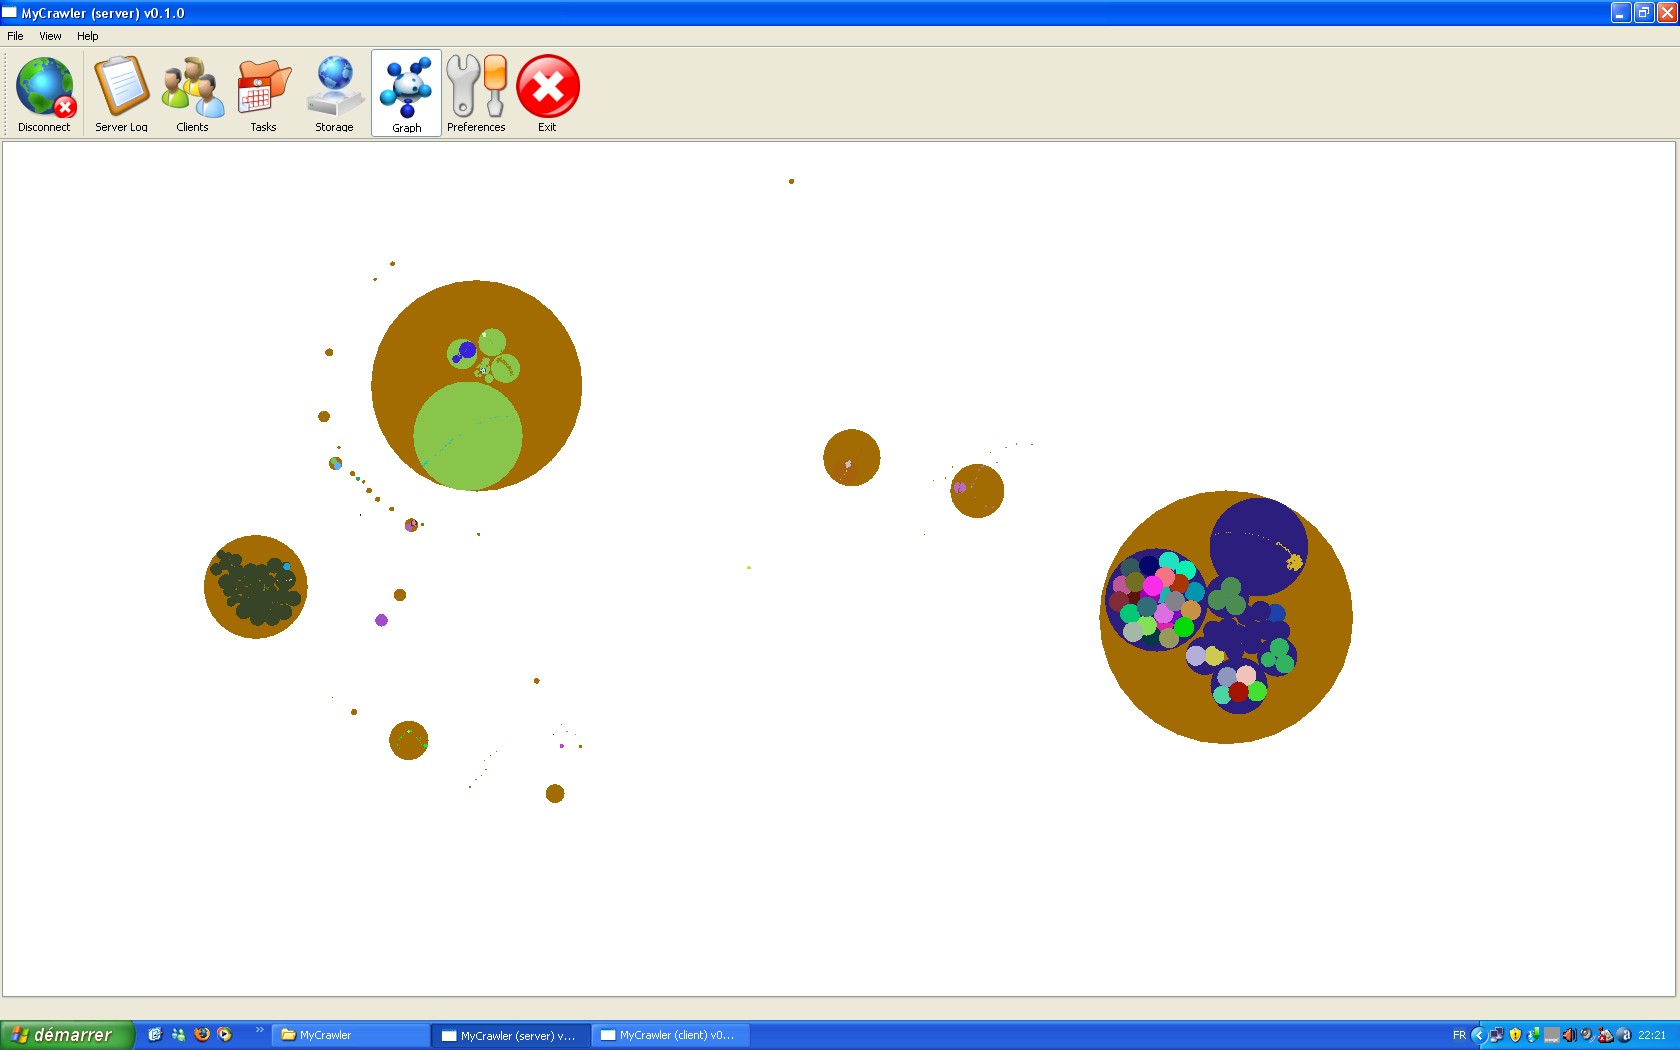 MyCrawler (server) v0.1.0
File View Help
Disconnect Server Log Clients Tasks Storage Graph Preferences Exit
démarrer MyCrawler MyCrawler (server) v... MyCrawler (client) v0... FR 22:21